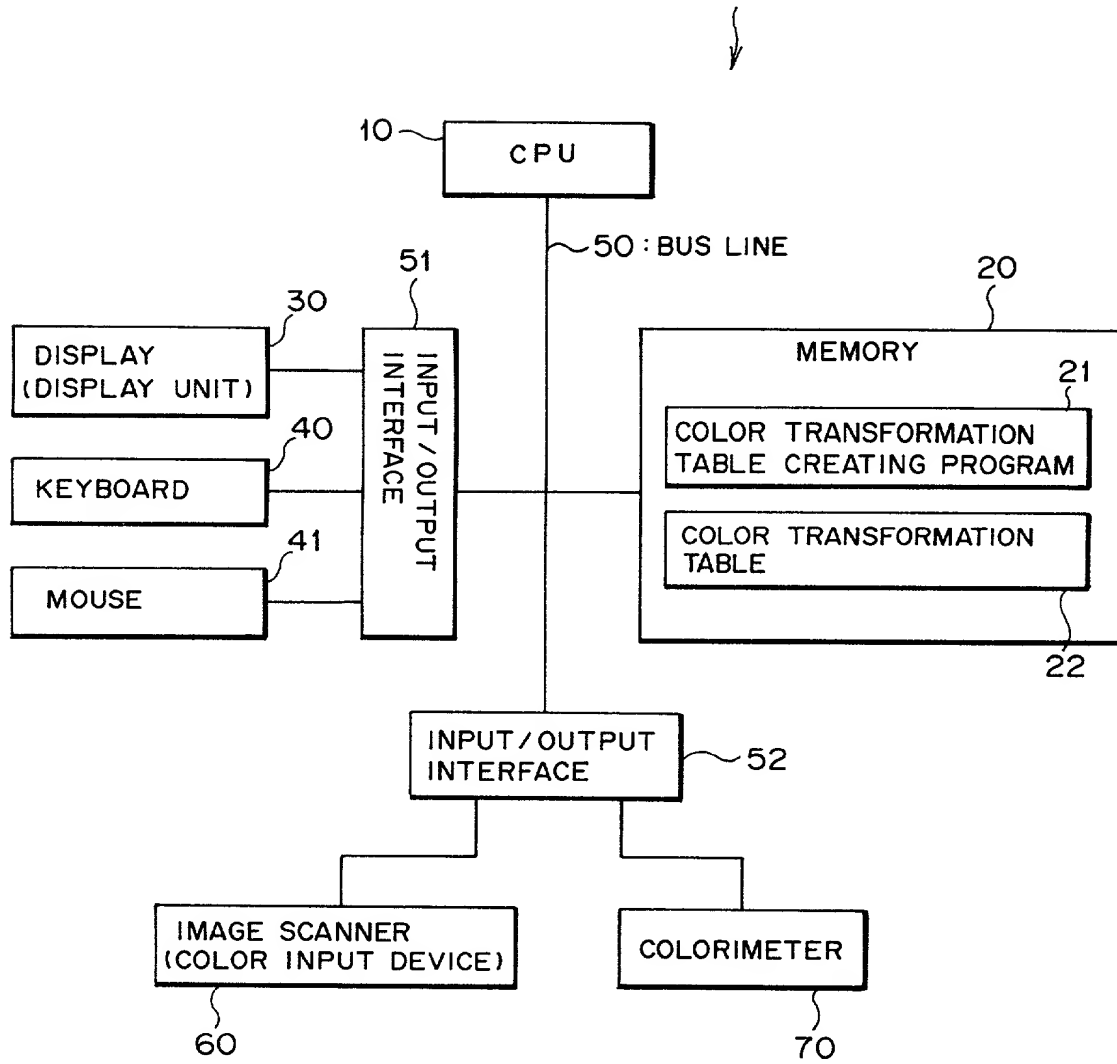 10
CPU
50 : BUS LINE
51
INPUT/OUTPUT
INTERFACE
30
DISPLAY
(DISPLAY UNIT)
40
KEYBOARD
41
MOUSE
20
MEMORY
21
COLOR TRANSFORMATION
TABLE CREATING PROGRAM
COLOR TRANSFORMATION
TABLE
22
INPUT/OUTPUT
INTERFACE
52
IMAGE SCANNER
(COLOR INPUT DEVICE)
60
COLORIMETER
70